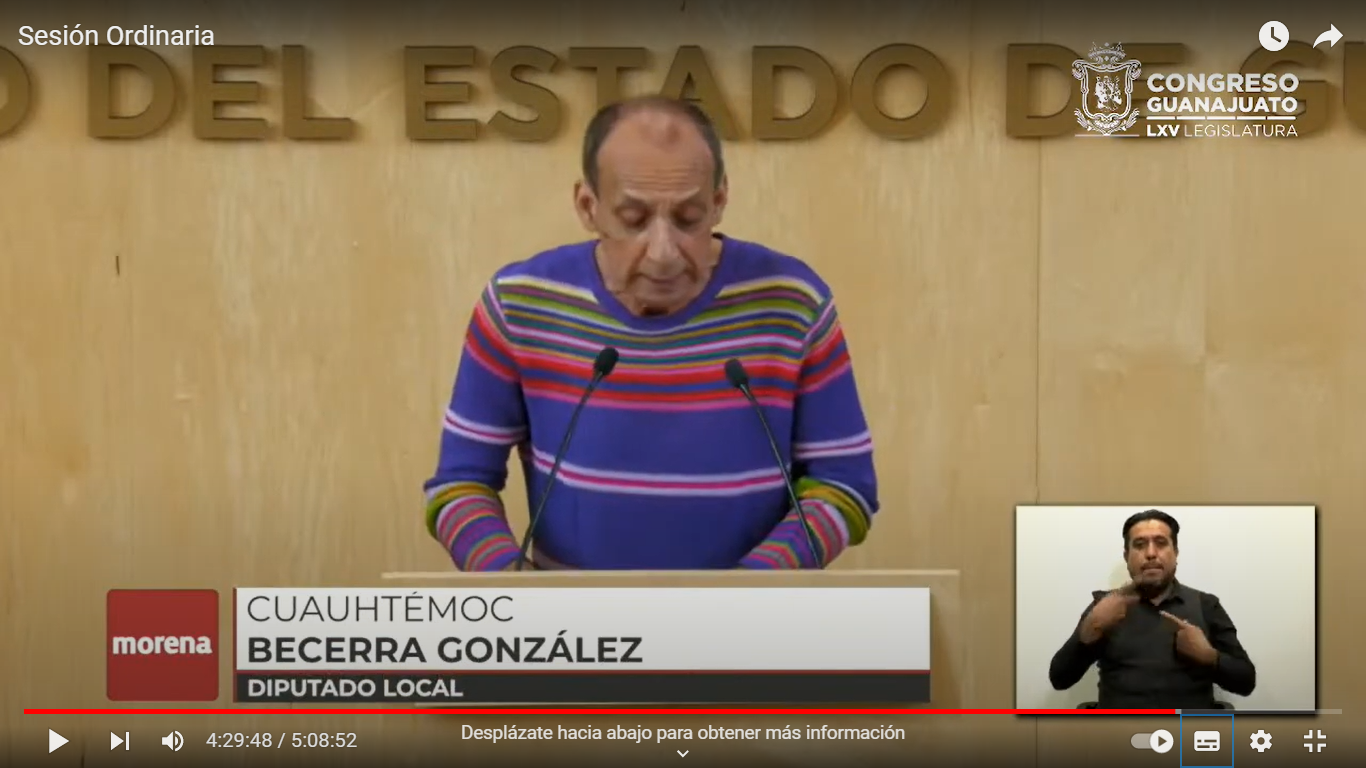 Sesión Ordinaria
O DEL ESTADO DE GU
CONGRESO
GUANAJUATO
LXV LEGISLATURA
morena
CUAUHTÉMOC
BECERRA GONZÁLEZ
DIPUTADO LOCAL
4:29:48 / 5:08:52
Desplázate hacia abajo para obtener más información